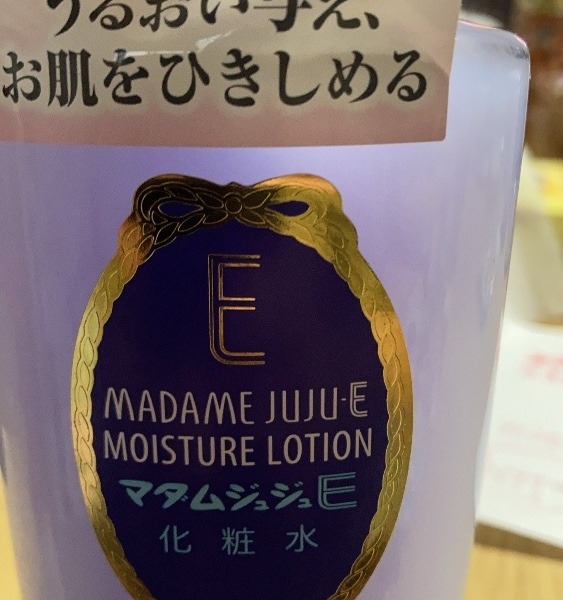 うるおい与え、
お肌をひきしめる
E
MADAME JUJU-E
MOISTURE LOTION
マダムジュジュE
化粧水